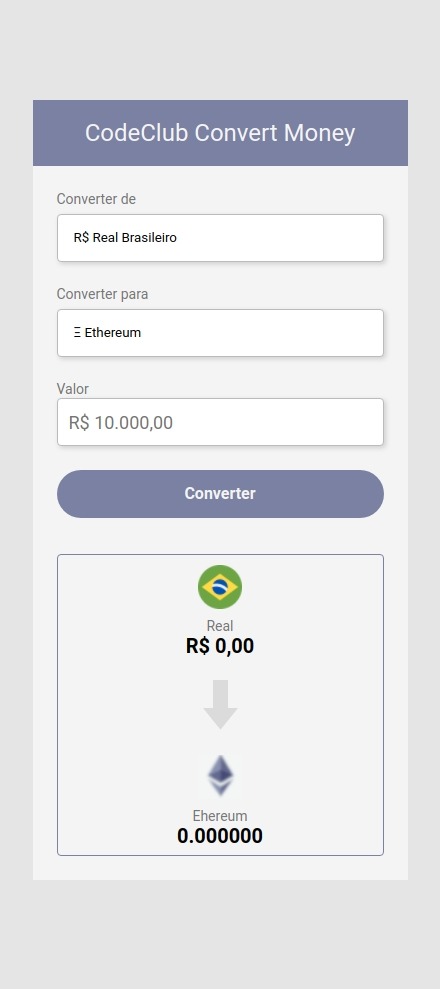 CodeClub Convert Money
Converter de
R$ Real Brasileiro
Converter para
Ξ Ethereum
Valor
R$ 10.000,00
Converter
Real
R$ 0,00
Ehereum
0.000000